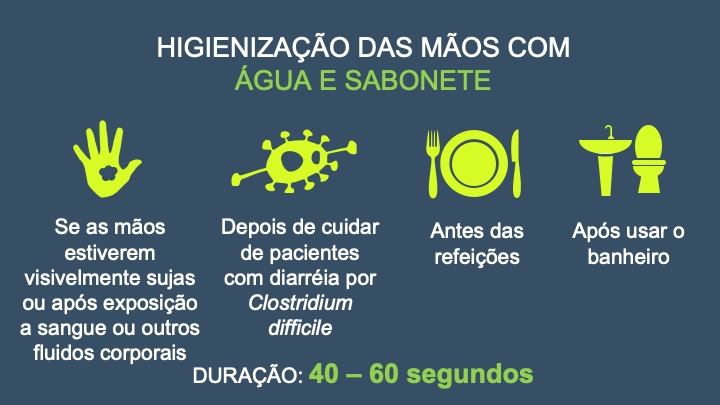 HIGIENIZAÇÃO DAS MÃOS COM
ÁGUA E SABONETE
Se as mãos
estiverem
visivelmente sujas
ou após exposição
a sangue ou outros
fluidos corporais
Depois de cuidar
de pacientes
com diarréia por
Clostridium
difficile
Antes das
refeições
Após usar o
banheiro
DURAÇÃO: 40 – 60 segundos